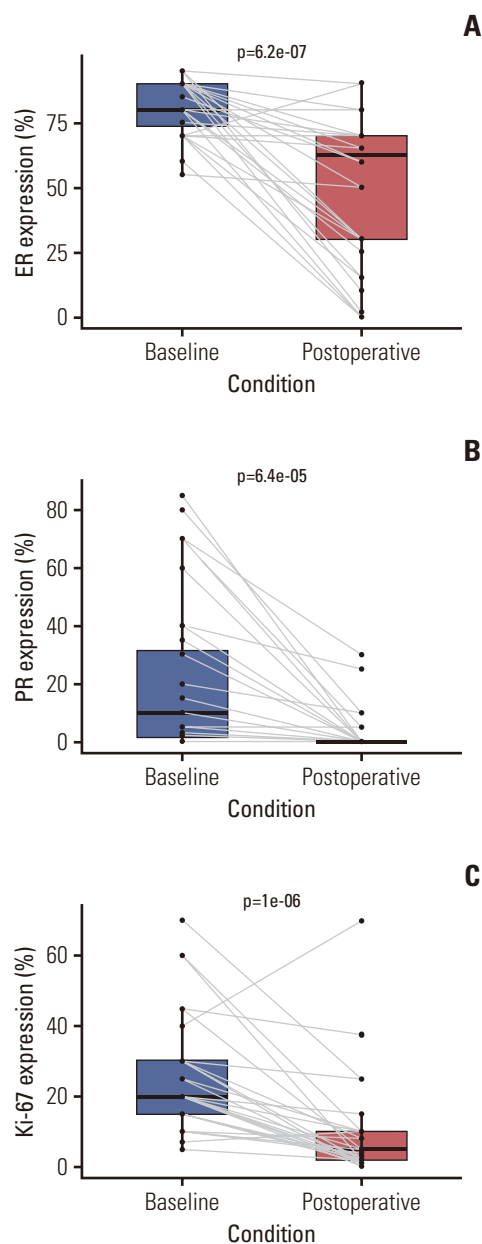 A
p=6.2e-07
ER expression (%)
75
50
25
0
Baseline
Postoperative
Condition
B
p=6.4e-05
PR expression (%)
80
60
40
20
0
Baseline
Postoperative
Condition
C
p=1e-06
Ki-67 expression (%)
60
40
20
0
Baseline
Postoperative
Condition